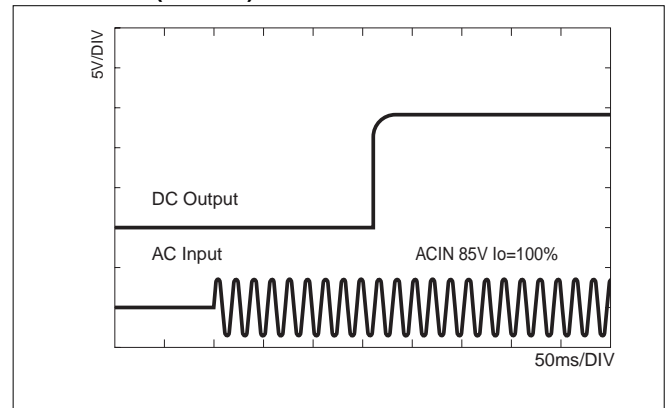 5V/DIV
DC Output
AC Input
ACIN 85V Io=100%
50ms/DIV